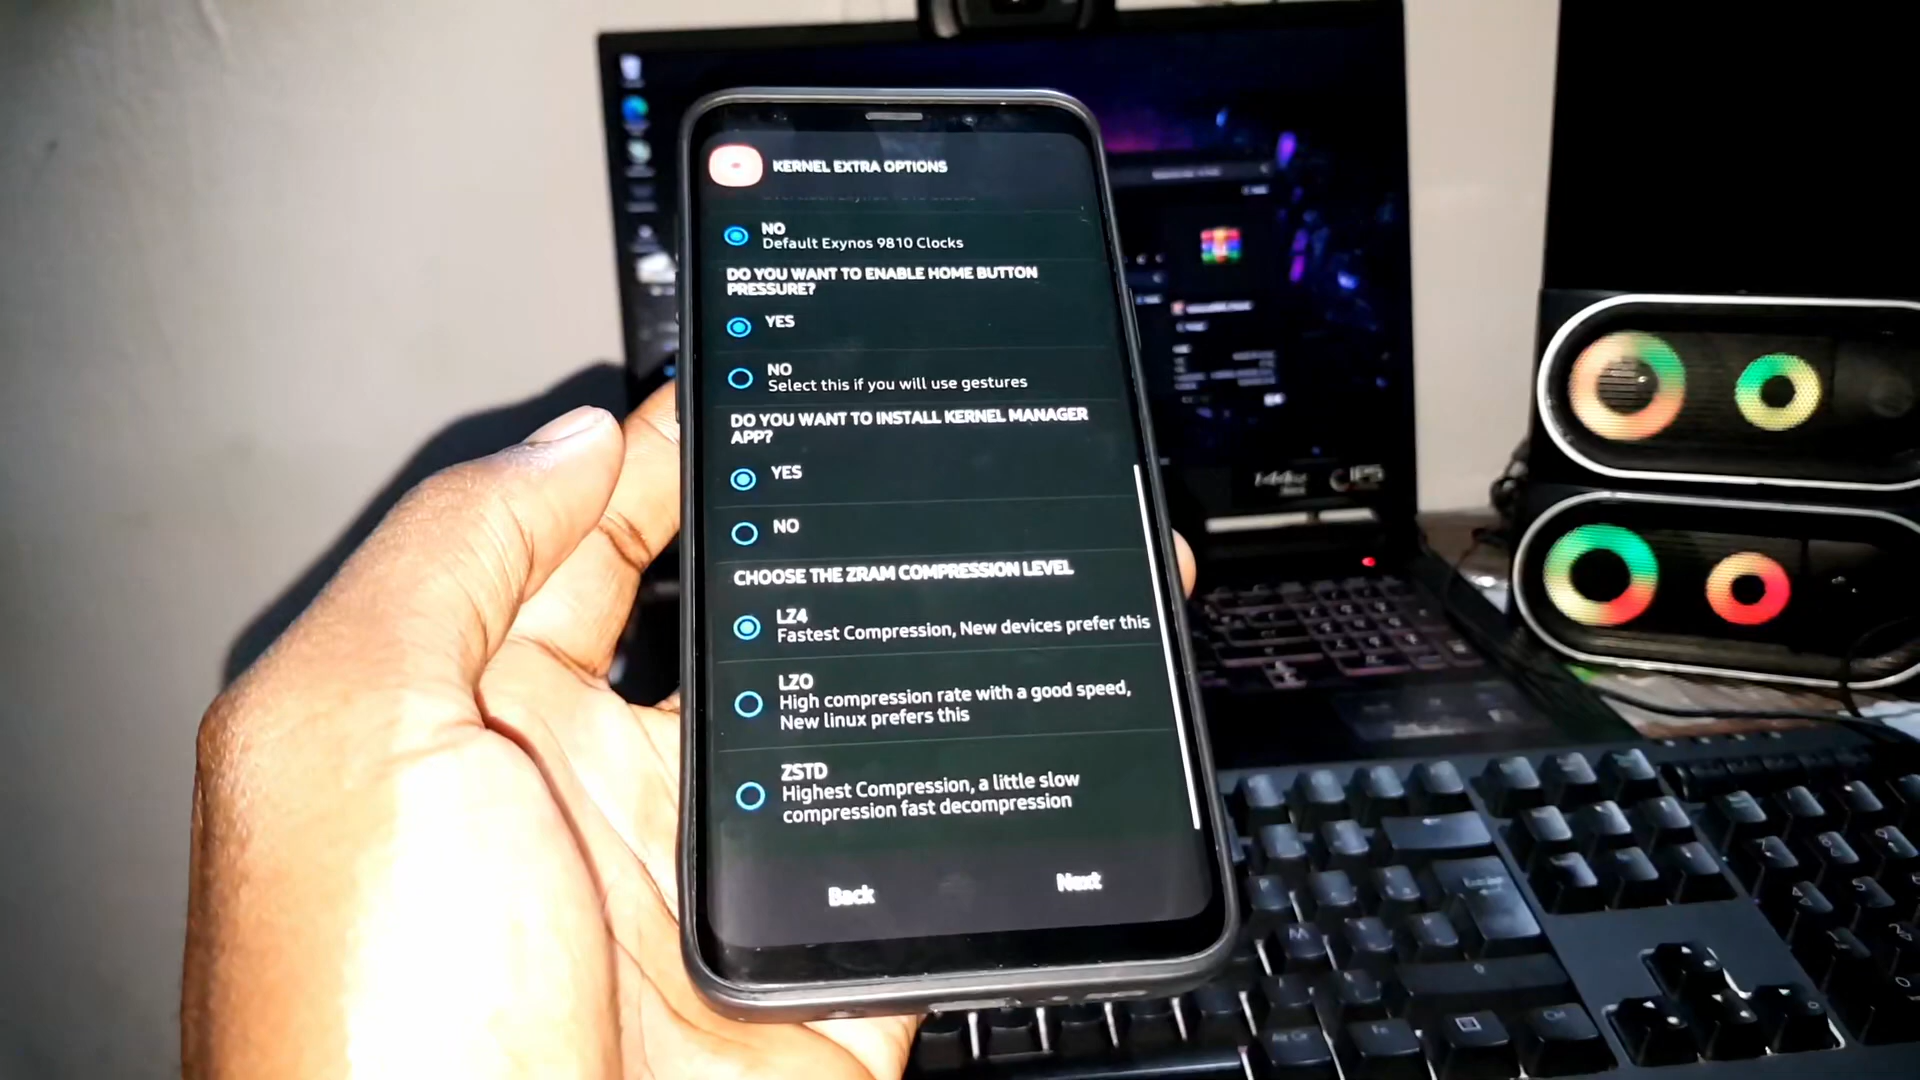 KERNEL EXTRA OPTIONS
NO
Default Exynos 9810 Clocks
DO YOU WANT TO ENABLE HOME BUTTON
PRESSURE?
YES
NO
Select this if you will use gestures
DO YOU WANT TO INSTALL KERNEL MANAGER
APP?
YES
NO
CHOOSE THE ZRAM COMPRESSION LEVEL
LZ4
Fastest Compression, New devices prefer this
LZO
High compression rate with a good speed,
New linux prefers this
ZSTD
Highest Compression, a little slow
compression fast decompression
Back
Next
144Hz
IPS